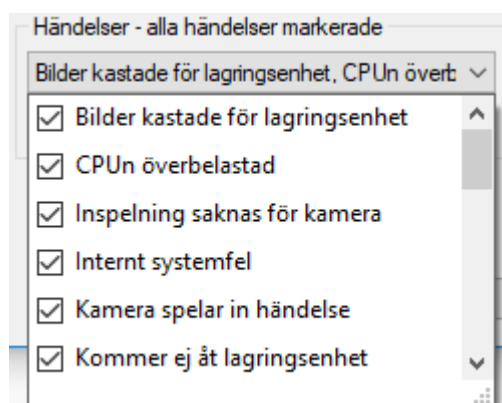 Händelser - alla händelser markerade
Bilder kastade för lagringsenhet, CPUn överb
Bilder kastade för lagringsenhet
CPUn överbelastad
Inspelning saknas för kamera
Internt systemfel
Kamera spelar in händelse
Kommer ej åt lagringsenhet